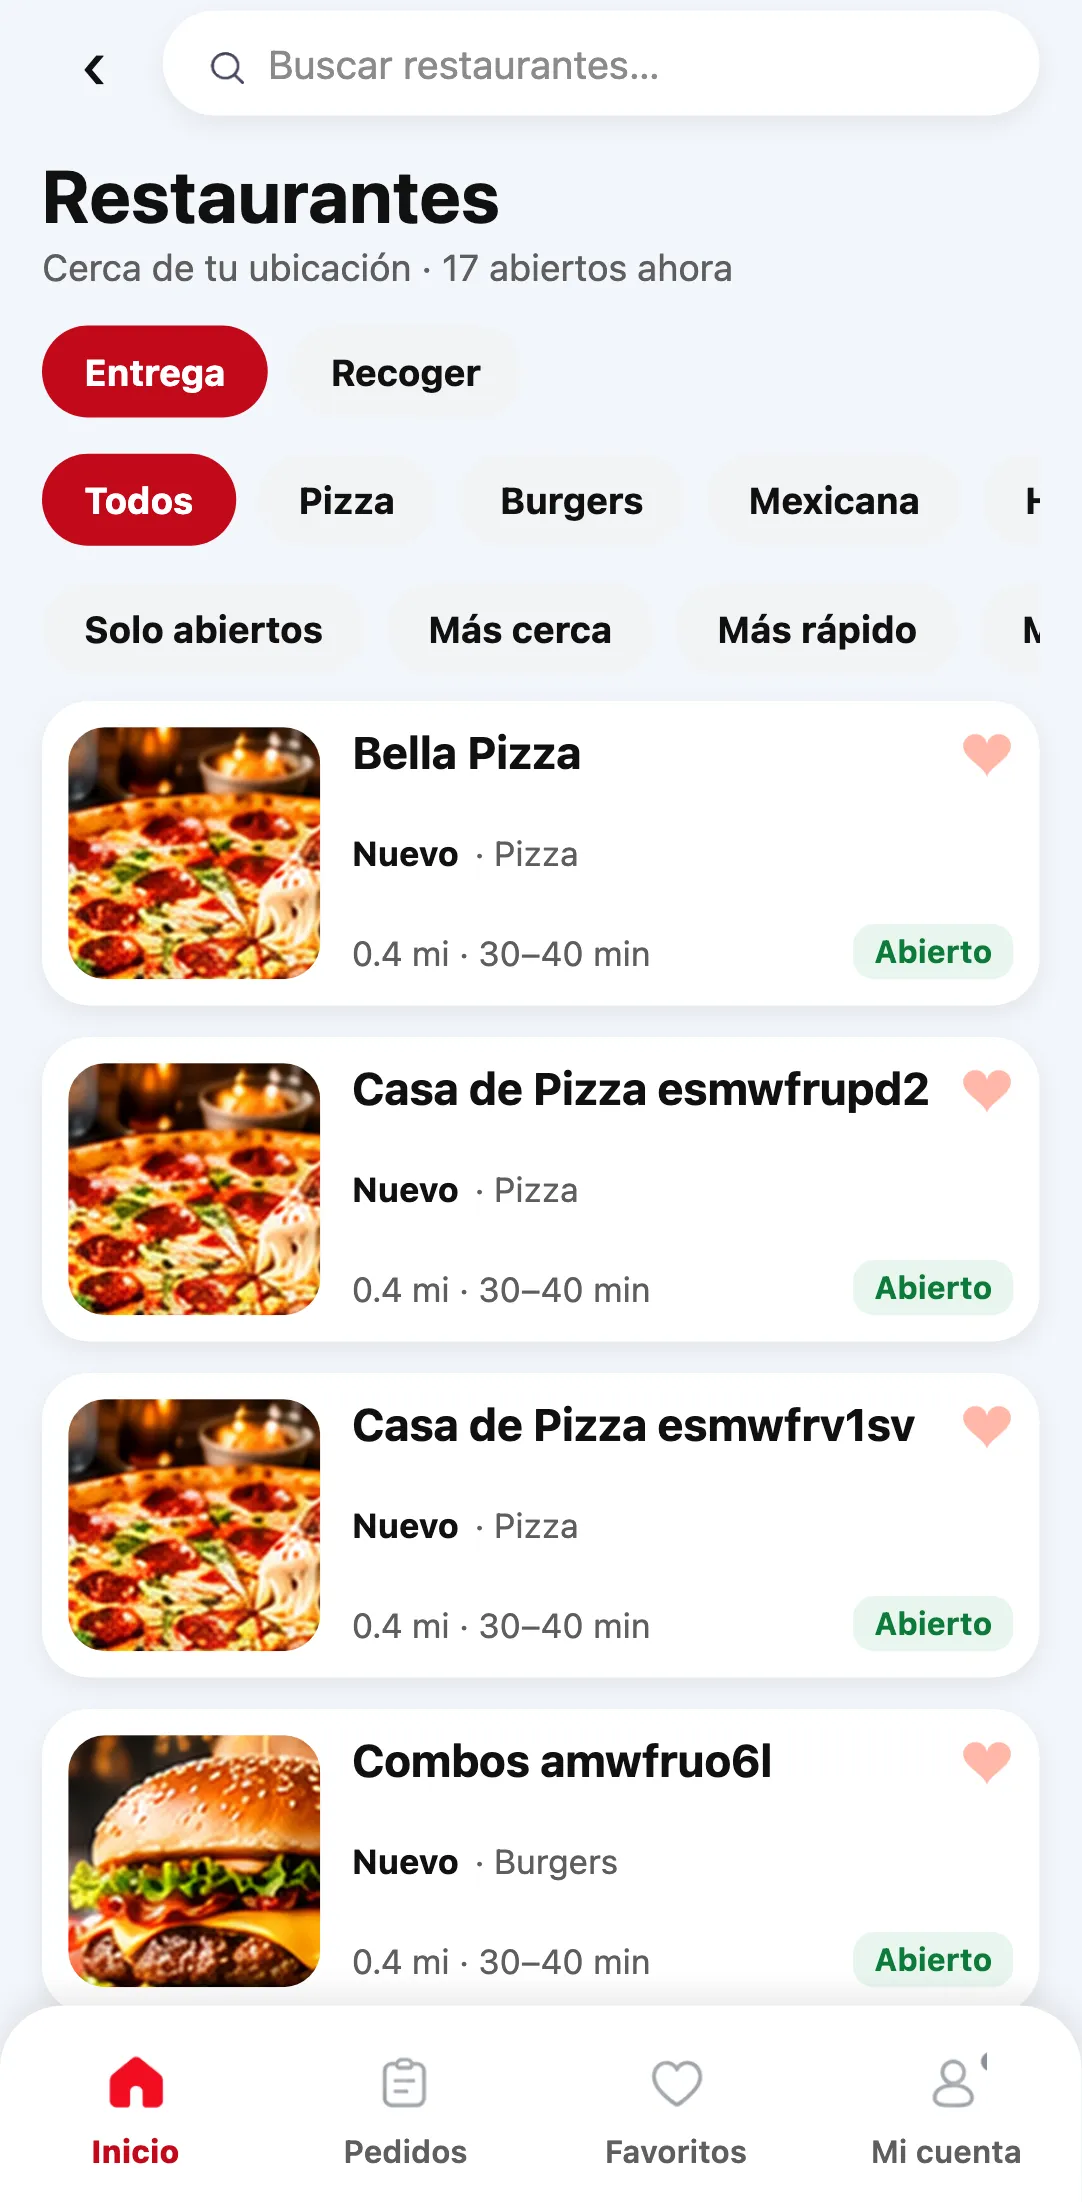 Buscar restaurantes...
Restaurantes
Cerca de tu ubicación · 17 abiertos ahora
Entrega Recoger
Todos Pizza Burgers Mexicana
Solo abiertos Más cerca Más rápido
Bella Pizza
Nuevo · Pizza
0.4 mi · 30–40 min Abierto
Casa de Pizza esmwfrupd2
Nuevo · Pizza
0.4 mi · 30–40 min Abierto
Casa de Pizza esmwfrv1sv
Nuevo · Pizza
0.4 mi · 30–40 min Abierto
Combos amwfruo6l
Nuevo · Burgers
0.4 mi · 30–40 min Abierto
Inicio Pedidos Favoritos Mi cuenta